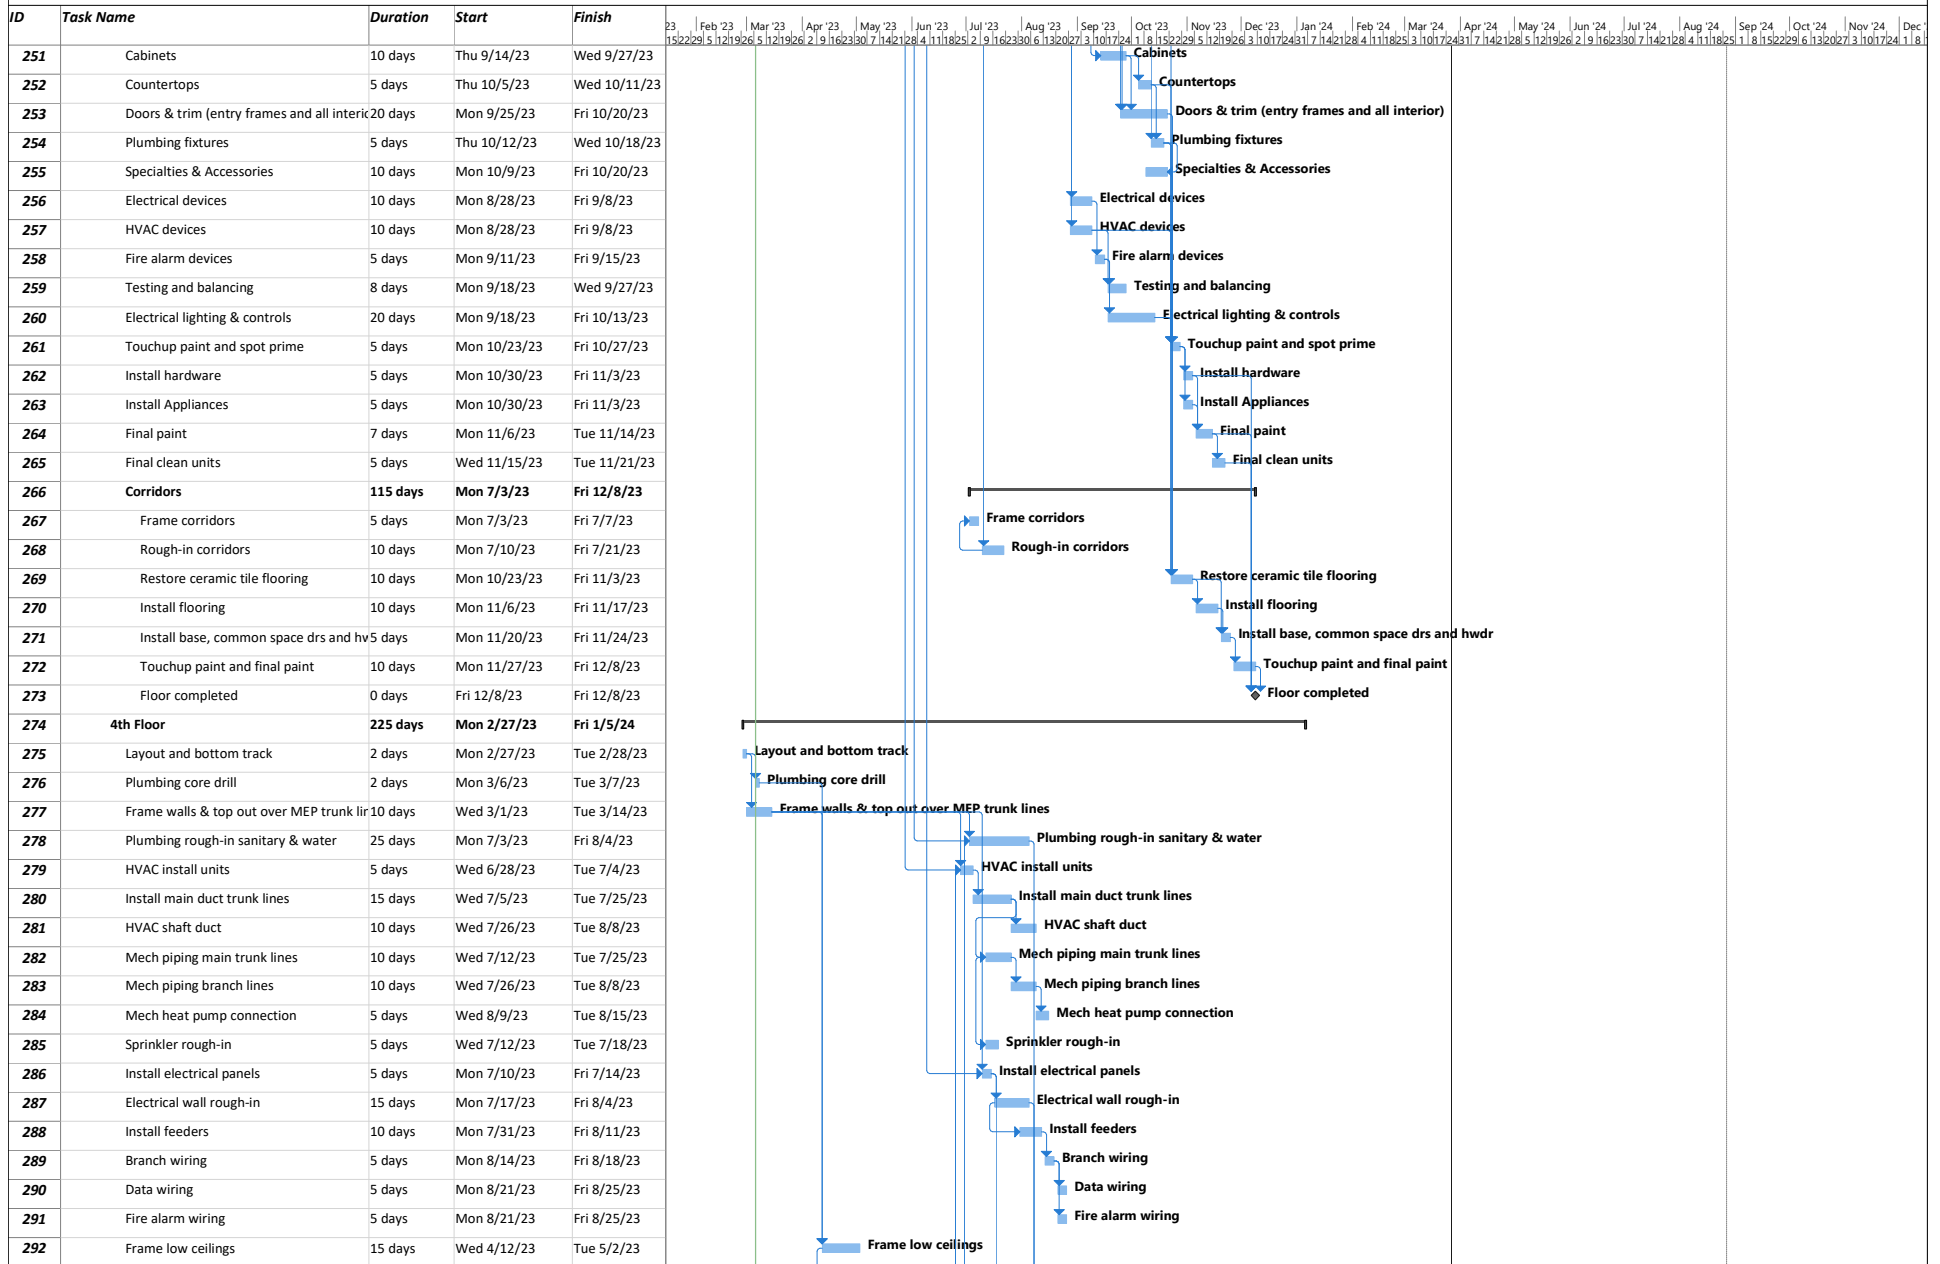 ID Task Name Duration Start Finish
23 Feb '23 Mar '23 Apr '23 May '23 Jun '23 Jul '23 Aug '23 Sep '23 Oct '23 Nov '23 Dec '23 Jan '24 Feb '24 Mar '24 Apr '24 May '24 Jun '24 Jul '24 Aug '24 Sep '24 Oct '24 Nov '24 Dec '
251 Cabinets 10 days Thu 9/14/23 Wed 9/27/23 Cabinets
252 Countertops 5 days Thu 10/5/23 Wed 10/11/23 Countertops
253 Doors & trim (entry frames and all interic 20 days Mon 9/25/23 Fri 10/20/23 Doors & trim (entry frames and all interior)
254 Plumbing fixtures 5 days Thu 10/12/23 Wed 10/18/23 Plumbing fixtures
255 Specialties & Accessories 10 days Mon 10/9/23 Fri 10/20/23 Specialties & Accessories
256 Electrical devices 10 days Mon 8/28/23 Fri 9/8/23 Electrical devices
257 HVAC devices 10 days Mon 8/28/23 Fri 9/8/23 HVAC devices
258 Fire alarm devices 5 days Mon 9/11/23 Fri 9/15/23 Fire alarm devices
259 Testing and balancing 8 days Mon 9/18/23 Wed 9/27/23 Testing and balancing
260 Electrical lighting & controls 20 days Mon 9/18/23 Fri 10/13/23 Electrical lighting & controls
261 Touchup paint and spot prime 5 days Mon 10/23/23 Fri 10/27/23 Touchup paint and spot prime
262 Install hardware 5 days Mon 10/30/23 Fri 11/3/23 Install hardware
263 Install Appliances 5 days Mon 10/30/23 Fri 11/3/23 Install Appliances
264 Final paint 7 days Mon 11/6/23 Tue 11/14/23 Final paint
265 Final clean units 5 days Wed 11/15/23 Tue 11/21/23 Final clean units
266 Corridors 115 days Mon 7/3/23 Fri 12/8/23
267 Frame corridors 5 days Mon 7/3/23 Fri 7/7/23 Frame corridors
268 Rough-in corridors 10 days Mon 7/10/23 Fri 7/21/23 Rough-in corridors
269 Restore ceramic tile flooring 10 days Mon 10/23/23 Fri 11/3/23 Restore ceramic tile flooring
270 Install flooring 10 days Mon 11/6/23 Fri 11/17/23 Install flooring
271 Install base, common space drs and hv 5 days Mon 11/20/23 Fri 11/24/23 Install base, common space drs and hwdr
272 Touchup paint and final paint 10 days Mon 11/27/23 Fri 12/8/23 Touchup paint and final paint
273 Floor completed 0 days Fri 12/8/23 Fri 12/8/23 Floor completed
274 4th Floor 225 days Mon 2/27/23 Fri 1/5/24
275 Layout and bottom track 2 days Mon 2/27/23 Tue 2/28/23 Layout and bottom track
276 Plumbing core drill 2 days Mon 3/6/23 Tue 3/7/23 Plumbing core drill
277 Frame walls & top out over MEP trunk lir 10 days Wed 3/1/23 Tue 3/14/23 Frame walls & top out over MEP trunk lines
278 Plumbing rough-in sanitary & water 25 days Mon 7/3/23 Fri 8/4/23 Plumbing rough-in sanitary & water
279 HVAC install units 5 days Wed 6/28/23 Tue 7/4/23 HVAC install units
280 Install main duct trunk lines 15 days Wed 7/5/23 Tue 7/25/23 Install main duct trunk lines
281 HVAC shaft duct 10 days Wed 7/26/23 Tue 8/8/23 HVAC shaft duct
282 Mech piping main trunk lines 10 days Wed 7/12/23 Tue 7/25/23 Mech piping main trunk lines
283 Mech piping branch lines 10 days Wed 7/26/23 Tue 8/8/23 Mech piping branch lines
284 Mech heat pump connection 5 days Wed 8/9/23 Tue 8/15/23 Mech heat pump connection
285 Sprinkler rough-in 5 days Wed 7/12/23 Tue 7/18/23 Sprinkler rough-in
286 Install electrical panels 5 days Mon 7/10/23 Fri 7/14/23 Install electrical panels
287 Electrical wall rough-in 15 days Mon 7/17/23 Fri 8/4/23 Electrical wall rough-in
288 Install feeders 10 days Mon 7/31/23 Fri 8/11/23 Install feeders
289 Branch wiring 5 days Mon 8/14/23 Fri 8/18/23 Branch wiring
290 Data wiring 5 days Mon 8/21/23 Fri 8/25/23 Data wiring
291 Fire alarm wiring 5 days Mon 8/21/23 Fri 8/25/23 Fire alarm wiring
292 Frame low ceilings 15 days Wed 4/12/23 Tue 5/2/23 Frame low ceilings